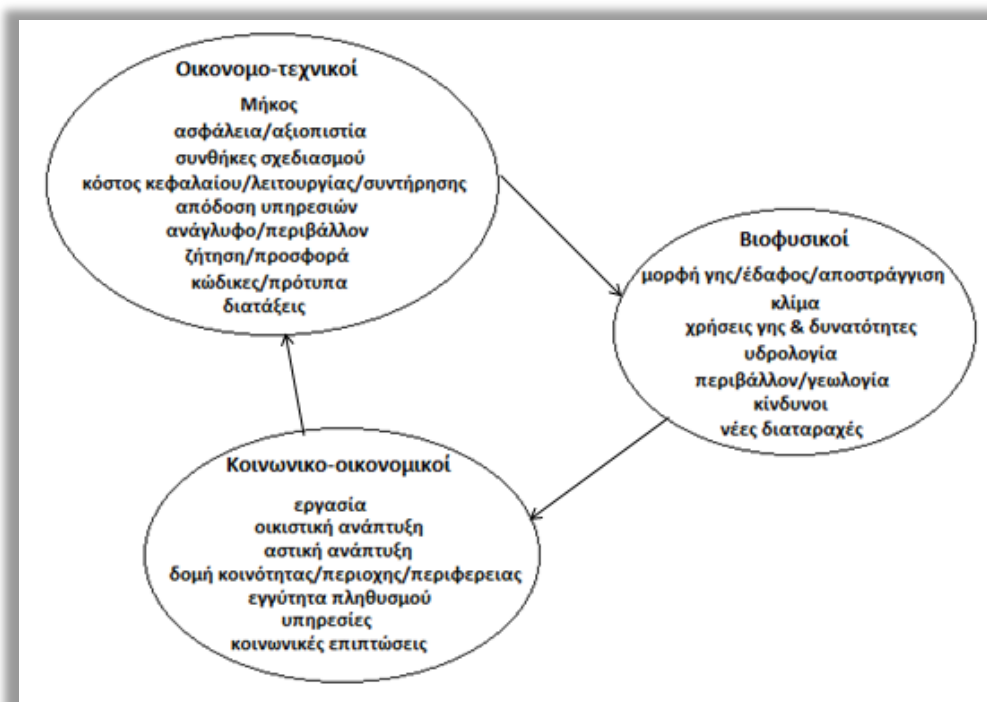 Οικονομο-τεχνικοί
Μήκος
ασφάλεια/αξιοπιστία
συνθήκες σχεδιασμού
κόστος κεφαλαίου/λειτουργίας/συντήρησης
απόδοση υπηρεσιών
ανάγλυφο/περιβάλλον
ζήτηση/προσφορά
κώδικες/πρότυπα
διατάξεις
Βιοφυσικοί
μορφή γης/έδαφος/αποστράγγιση
κλίμα
χρήσεις γης & δυνατότητες
υδρολογία
περιβάλλον/γεωλογία
κίνδυνοι
νέες διαταραχές
Κοινωνικο-οικονομικοί
εργασία
οικιστική ανάπτυξη
αστική ανάπτυξη
δομή κοινότητας/περιοχης/περιφερειας
εγγύτητα πληθυσμού
υπηρεσίες
κοινωνικές επιπτώσεις